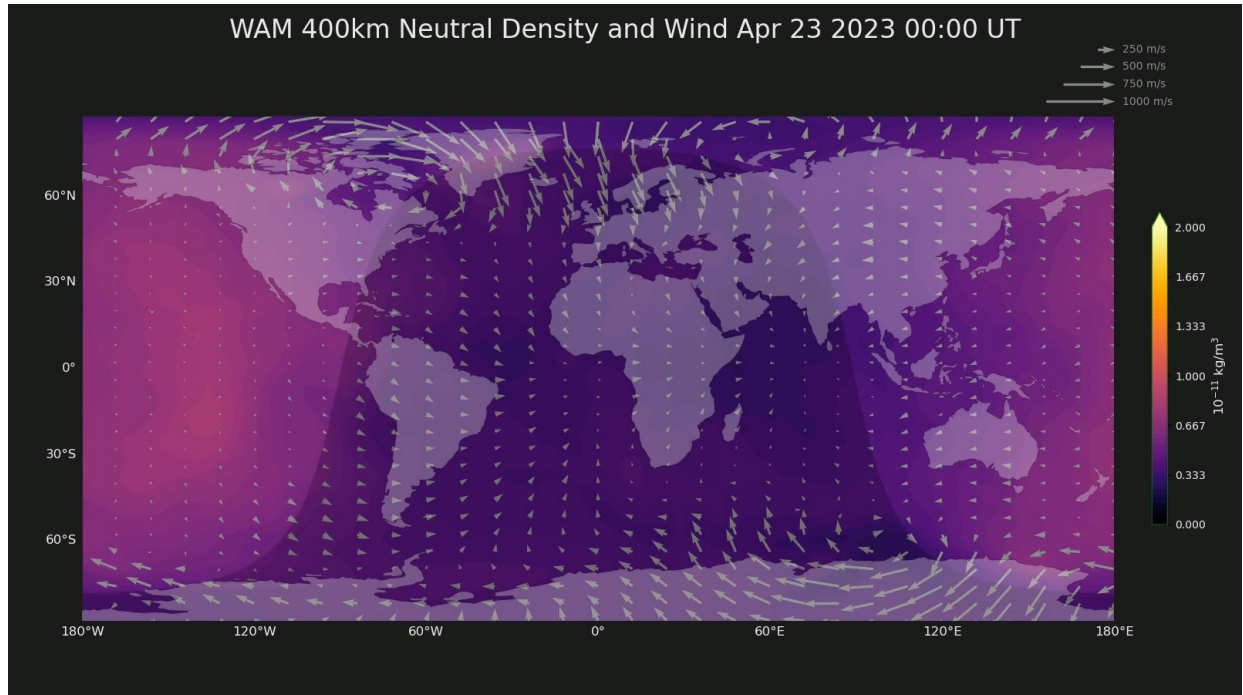 WAM 400km Neutral Density and Wind Apr 23 2023 00:00 UT
250 m/s
500 m/s
750 m/s
1000 m/s
60°N
30°N
0°
30°S
60°S
180°W
120°W
60°W
0°
60°E
120°E
180°E
2.000
1.667
1.333
1.000
0.667
0.333
0.000
10⁻¹¹ kg/m³